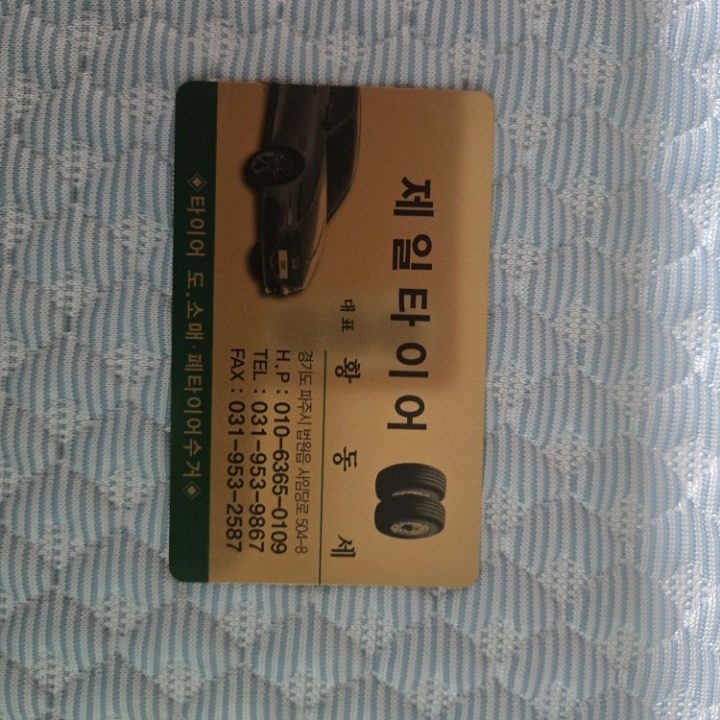 제일타이어
대표 황동세
경기도 파주시 법원읍 사임당로 504-8
H.P : 010-6365-0109
TEL : 031-953-9867
FAX : 031-953-2587
◈타이어 도.소매·폐타이어수거◈